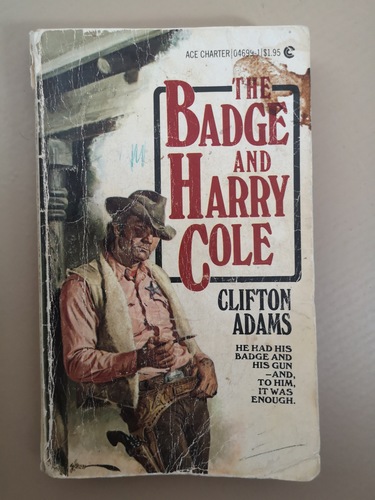 ACE CHARTER/04699-1/$1.95
THE
BADGE
AND
HARRY
COLE
CLIFTON
ADAMS
HE HAD HIS
BADGE AND
HIS GUN
—AND,
TO HIM,
IT WAS
ENOUGH.